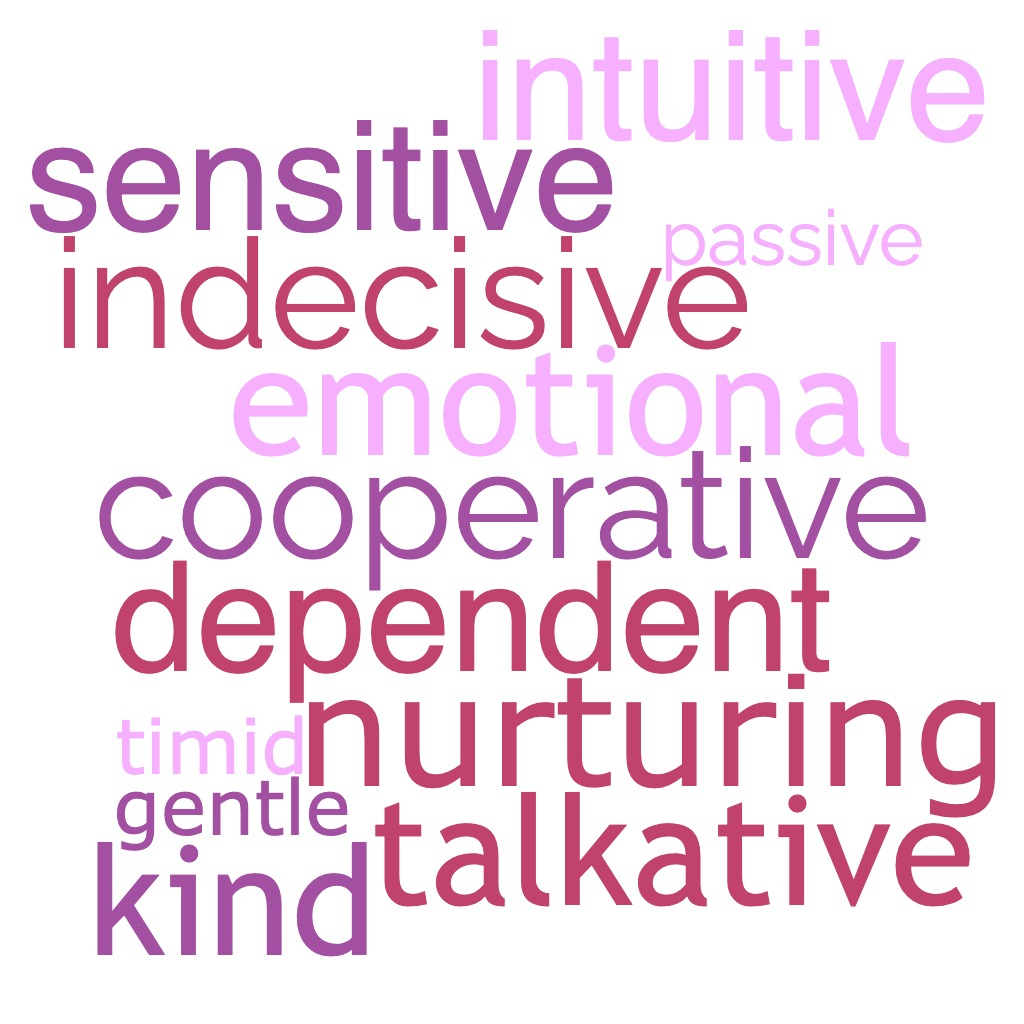 intuitive
sensitive
passive
indecisive
emotional
cooperative
dependent
nurturing
timid
gentle
talkative
kind